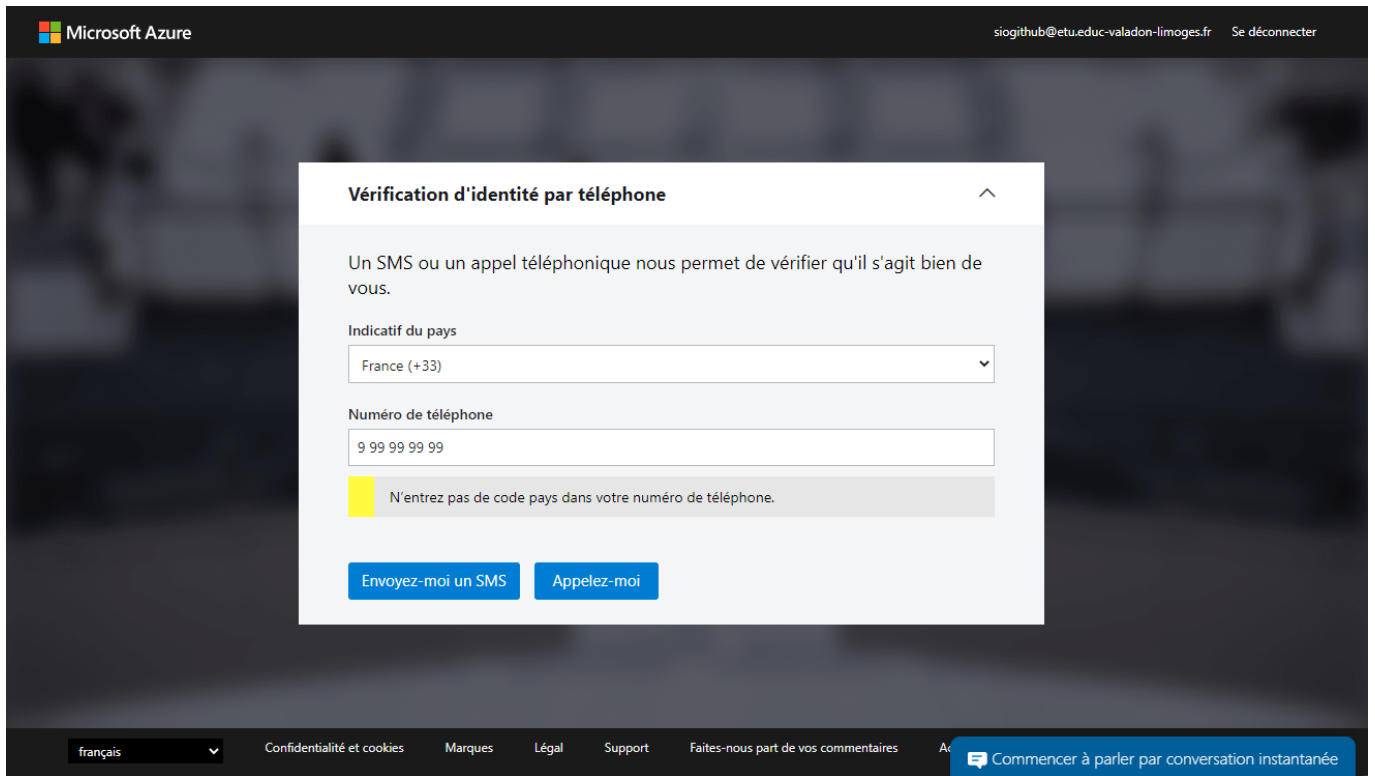 Microsoft Azure
siogithub@etu.educ-valadon-limoges.fr Se déconnecter
Vérification d'identité par téléphone
Un SMS ou un appel téléphonique nous permet de vérifier qu'il s'agit bien de
vous.
Indicatif du pays
France (+33)
Numéro de téléphone
9 99 99 99 99
N'entrez pas de code pays dans votre numéro de téléphone.
Envoyez-moi un SMS Appelez-moi
français Confidentialité et cookies Marques Légal Support Faites-nous part de vos commentaires
Commencer à parler par conversation instantanée